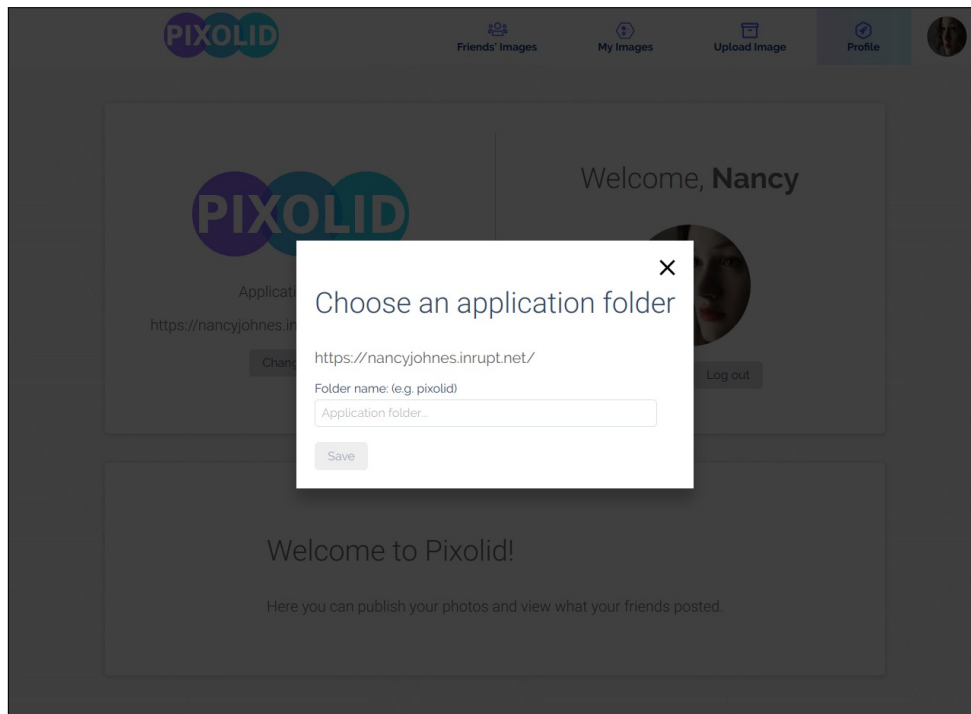 PIXOLID
Friends' Images
My Images
Upload Image
Profile
PIXOLID
Welcome, Nancy
Applicati
https://nancyjohnes.in
Chang
Log out
Choose an application folder
https://nancyjohnes.inrupt.net/
Folder name: (e.g. pixolid)
Application folder...
Save
Welcome to Pixolid!
Here you can publish your photos and view what your friends posted.